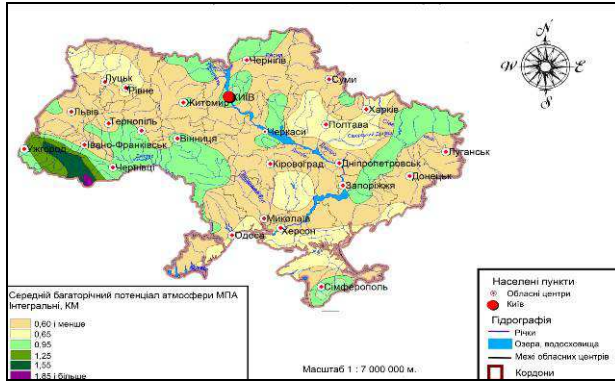 N
W
E
S
Чернігів
Суми
Луцьк
Рівне
КИЇВ
Житомир
Харків
Львів
Полтава
Тернопіль
Черкаси
Вінниця
Луганськ
Івано-Франківськ
Ужгород
Кіровоград
Дніпропетровськ
Чернівці
Донецьк
Запоріжжя
Миколаїв
Херсон
Одеса
Сімферополь
Середній багаторічний потенціал атмосфери МПА
Інтегральні, КМ
0,60 і менше
0,65
0,95
1,25
1,55
1,85 і більше
Масштаб 1 : 7 000 000 м.
Населені пункти
Обласні центри
Київ
Гідрографія
Річки
Озера, водосховища
Межі обласних центрів
Кордони